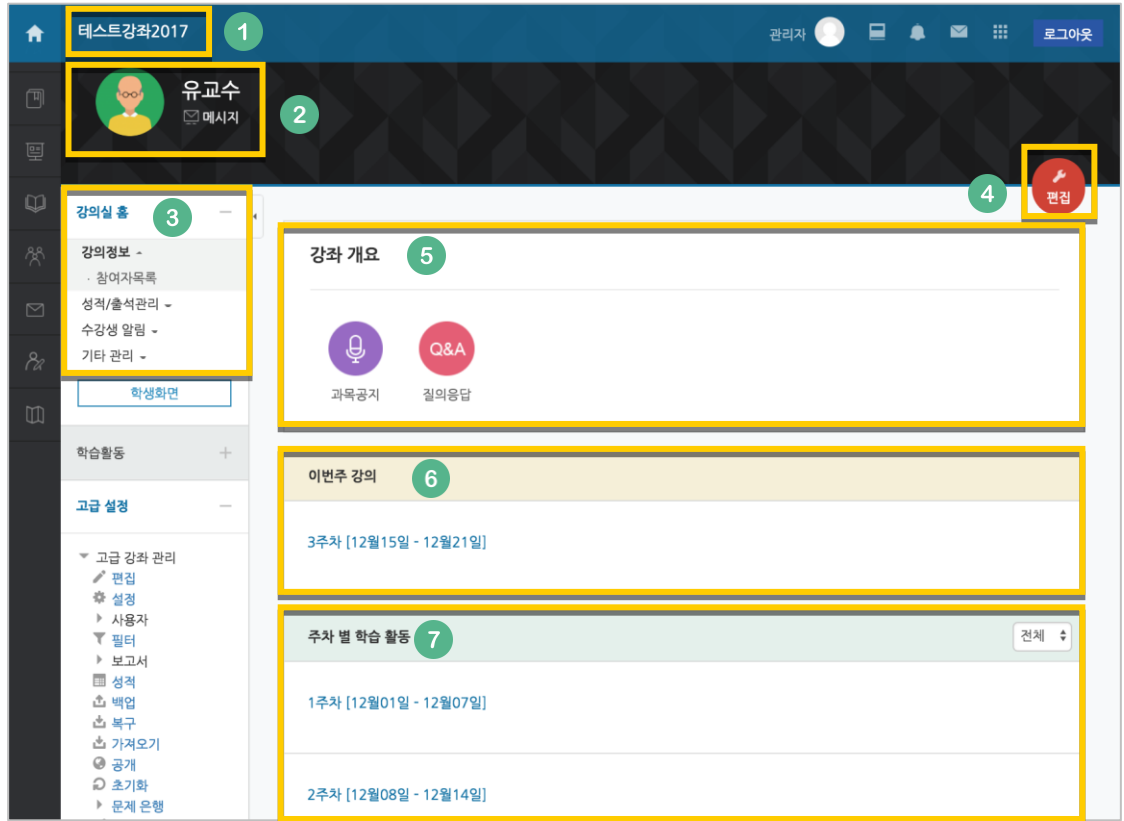 테스트강좌2017
1
관리자
로그아웃
유교수
메시지
2
4
편집
강의실 홈
3
강의정보
· 참여자목록
성적/출석관리
수강생 알림
기타 관리
학생화면
학습활동
고급 설정
고급 강좌 관리
편집
설정
사용자
필터
보고서
성적
백업
복구
가져오기
공개
초기화
문제 은행
강좌 개요
5
Q&A
과목공지
질의응답
이번주 강의
6
3주차 [12월15일 - 12월21일]
주차 별 학습 활동
7
전체
1주차 [12월01일 - 12월07일]
2주차 [12월08일 - 12월14일]